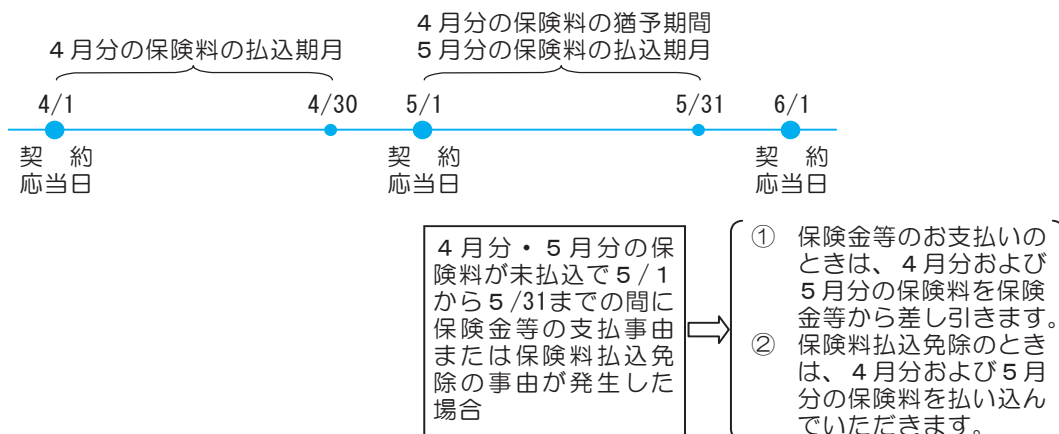 4月分の保険料の猶予期間
4月分の保険料の払込期月
5月分の保険料の払込期月
4/1
4/30
5/1
5/31
6/1
契　約
応当日
契　約
応当日
契　約
応当日
4月分・5月分の保
険料が未払込で5/1
から5/31までの間に
保険金等の支払事由
または保険料払込免
除の事由が発生した
場合
①　保険金等のお支払いの
ときは、4月分および
5月分の保険料を保険
金等から差し引きます。
②　保険料払込免除のとき
は、4月分および5月
分の保険料を払い込ん
でいただきます。